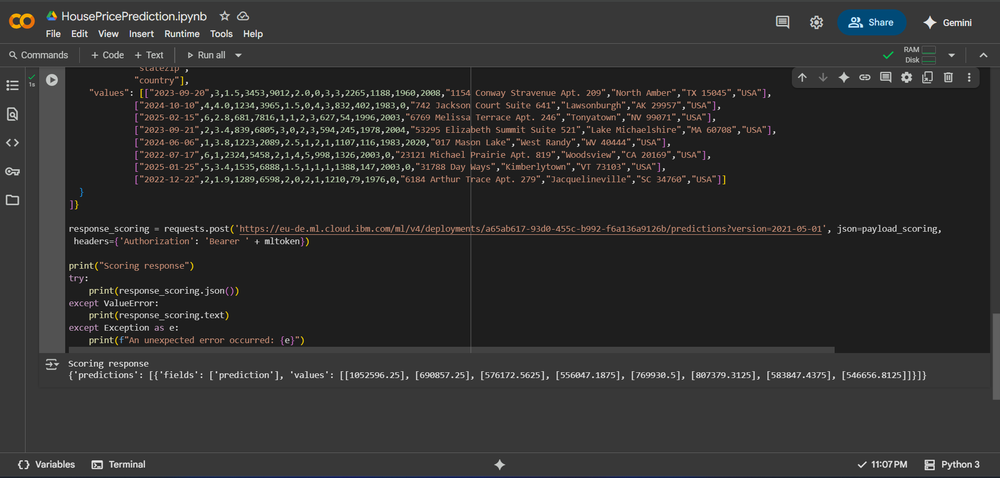 HousePricePrediction.ipynb
File Edit View Insert Runtime Tools Help
Share
Gemini
Commands + Code + Text Run all
RAM
Disk
1s
"statezip",
"country"],
"values": [["2023-09-20",3,1.5,3453,9012,2.0,0,3,3,2265,1188,1960,2008,"1154 Conway Stravenue Apt. 209","North Amber","TX 15045","USA"],
["2024-10-10",4,4.0,1234,3965,1.5,0,4,3,832,402,1983,0,"742 Jackson Court Suite 641","Lawsonburgh","AK 29957","USA"],
["2025-02-15",6,2.8,681,7816,1,1,2,3,627,54,1996,2003,"6769 Melissa Terrace Apt. 246","Tonyatown","NV 99071","USA"],
["2023-09-21",2,3.4,839,6805,3,0,2,3,594,245,1978,2004,"53295 Elizabeth Summit Suite 521","Lake Michaelshire","MA 60708","USA"],
["2024-06-06",1,3.8,1223,2089,2.5,1,2,1,1107,116,1983,2020,"017 Mason Lake","West Randy","WV 40444","USA"],
["2022-07-17",6,1,2324,5458,2,1,4,5,998,1326,2003,0,"23121 Michael Prairie Apt. 819","Woodsview","CA 20169","USA"],
["2025-01-25",5,3.4,1535,6888,1.5,1,1,1,1388,147,2003,0,"31788 Day Ways","Kimberlytown","VT 73103","USA"],
["2022-12-22",2,1.9,1289,6598,2,0,2,1,1210,79,1976,0,"6184 Arthur Trace Apt. 279","Jacquelineville","SC 34760","USA"]]
}
]}
response_scoring = requests.post('https://eu-de.ml.cloud.ibm.com/ml/v4/deployments/a65ab617-93d0-455c-b992-f6a136a9126b/predictions?version=2021-05-01', json=payload_scoring,
headers={'Authorization': 'Bearer ' + mltoken})
print("Scoring response")
try:
print(response_scoring.json())
except ValueError:
print(response_scoring.text)
except Exception as e:
print(f"An unexpected error occurred: {e}")
Scoring response
{'predictions': [{'fields': ['prediction'], 'values': [[1052596.25], [690857.25], [576172.5625], [556047.1875], [769930.5], [807379.3125], [583847.4375], [546656.8125]]}]}
Variables Terminal
11:07 PM Python 3